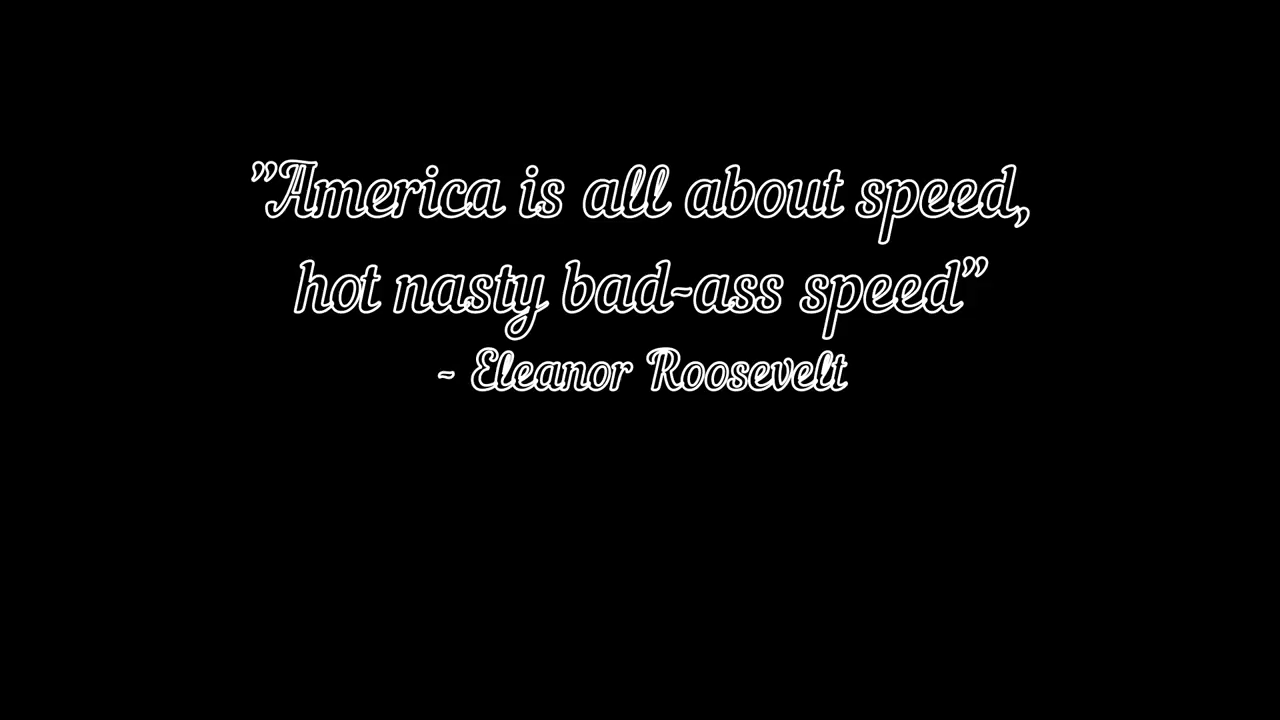 ”America is all about speed,
hot nasty bad-ass speed”
- Eleanor Roosevelt